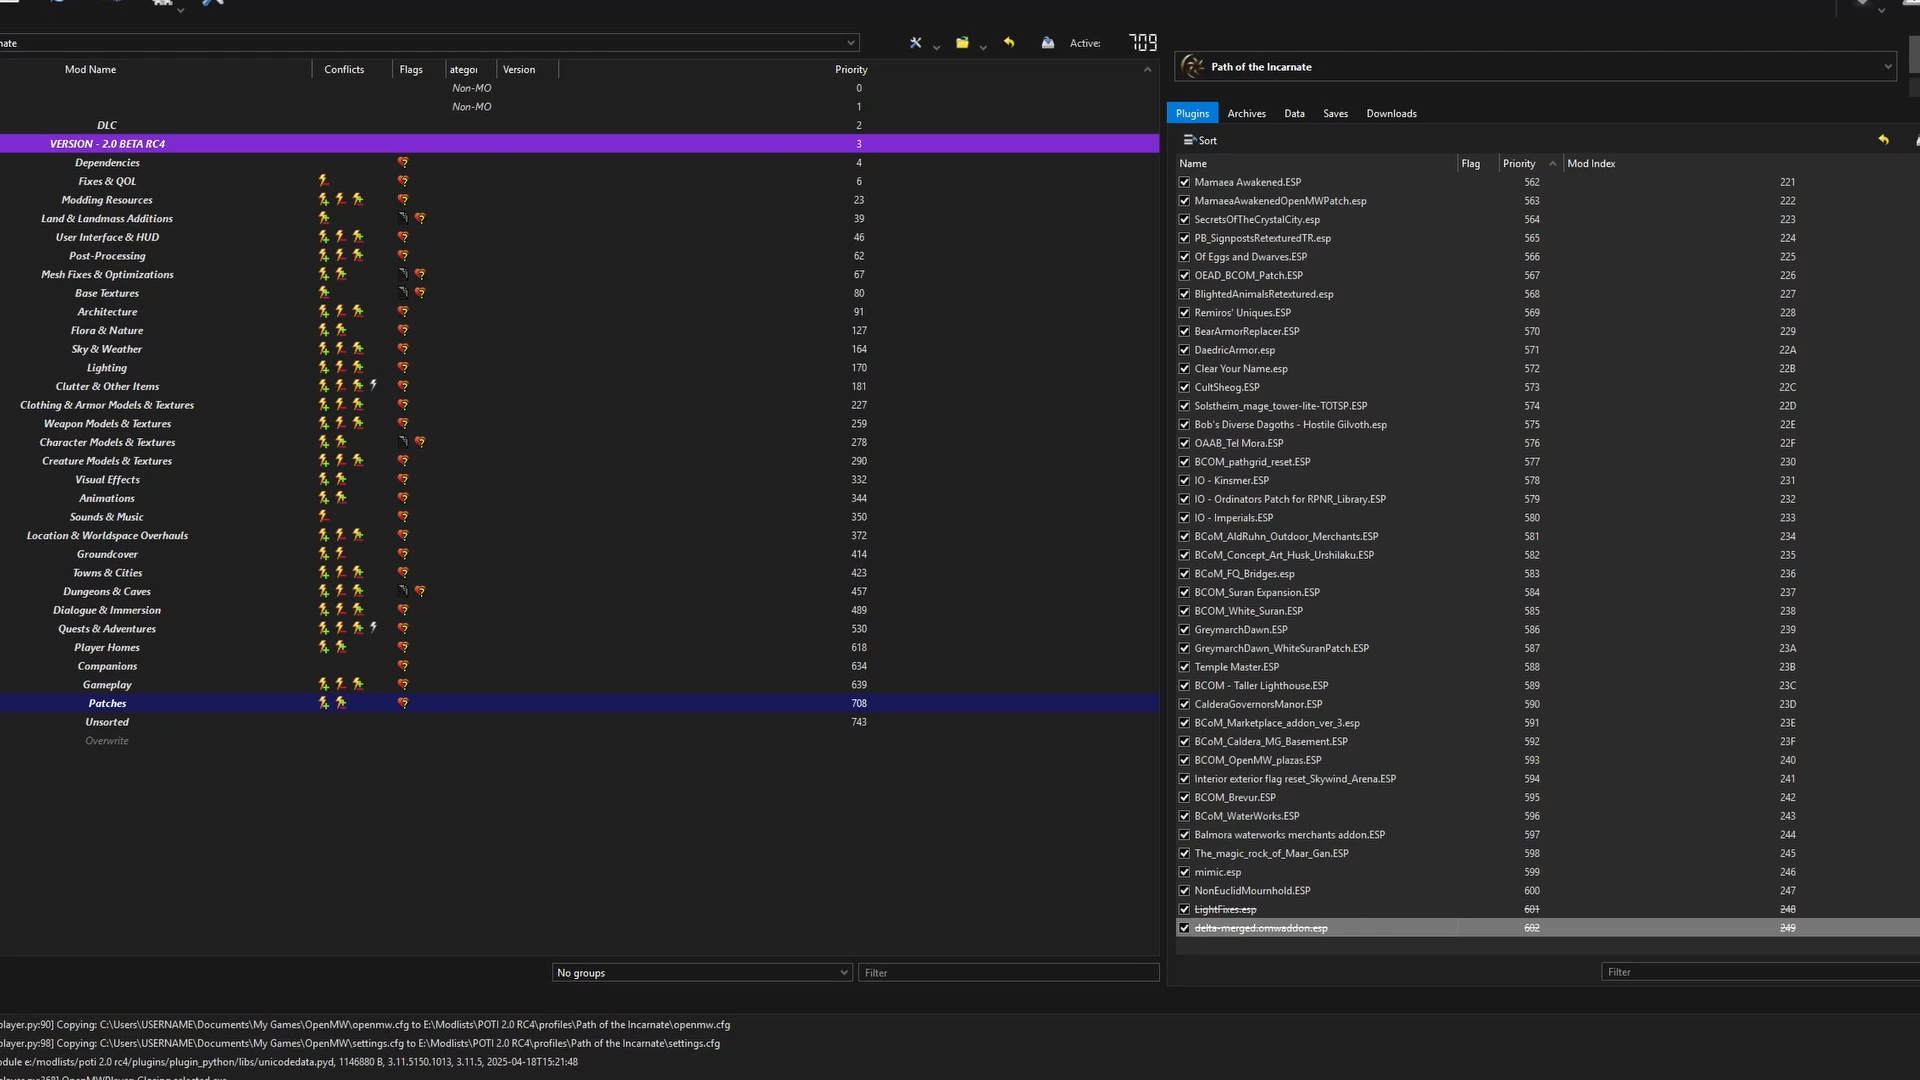 nate
Active:
709
Mod Name Conflicts Flags ategor Version Priority
Non-MO 0
Non-MO 1
DLC 2
VERSION - 2.0 BETA RC4 3
Dependencies 4
Fixes & QOL 6
Modding Resources 23
Land & Landmass Additions 39
User Interface & HUD 46
Post-Processing 62
Mesh Fixes & Optimizations 67
Base Textures 80
Architecture 91
Flora & Nature 127
Sky & Weather 164
Lighting 170
Clutter & Other Items 181
Clothing & Armor Models & Textures 227
Weapon Models & Textures 259
Character Models & Textures 278
Creature Models & Textures 290
Visual Effects 332
Animations 344
Sounds & Music 350
Location & Worldspace Overhauls 372
Groundcover 414
Towns & Cities 423
Dungeons & Caves 457
Dialogue & Immersion 489
Quests & Adventures 530
Player Homes 618
Companions 634
Gameplay 639
Patches 708
Unsorted 743
Overwrite
No groups
Filter
Path of the Incarnate
Plugins Archives Data Saves Downloads
Sort
Name Flag Priority Mod Index
Mamaea Awakened.ESP 562 221
MamaeaAwakenedOpenMWPatch.esp 563 222
SecretsOfTheCrystalCity.esp 564 223
PB_SignpostsRetexturedTR.esp 565 224
Of Eggs and Dwarves.ESP 566 225
OEAD_BCOM_Patch.ESP 567 226
BlightedAnimalsRetextured.esp 568 227
Remiros' Uniques.ESP 569 228
BearArmorReplacer.ESP 570 229
DaedricArmor.esp 571 22A
Clear Your Name.esp 572 22B
CultSheog.ESP 573 22C
Solstheim_mage_tower-lite-TOTSP.ESP 574 22D
Bob's Diverse Dagoths - Hostile Gilvoth.esp 575 22E
OAAB_Tel Mora.ESP 576 22F
BCOM_pathgrid_reset.ESP 577 230
IO - Kinsmer.ESP 578 231
IO - Ordinators Patch for RPNR_Library.ESP 579 232
IO - Imperials.ESP 580 233
BCoM_AldRuhn_Outdoor_Merchants.ESP 581 234
BCoM_Concept_Art_Husk_Urshilaku.ESP 582 235
BCoM_FQ_Bridges.esp 583 236
BCOM_Suran Expansion.ESP 584 237
BCOM_White_Suran.ESP 585 238
GreymarchDawn.ESP 586 239
GreymarchDawn_WhiteSuranPatch.ESP 587 23A
Temple Master.ESP 588 23B
BCOM - Taller Lighthouse.ESP 589 23C
CalderaGovernorsManor.ESP 590 23D
BCoM_Marketplace_addon_ver_3.esp 591 23E
BCoM_Caldera_MG_Basement.ESP 592 23F
BCOM_OpenMW_plazas.ESP 593 240
Interior exterior flag reset_Skywind_Arena.ESP 594 241
BCOM_Brevur.ESP 595 242
BCoM_WaterWorks.ESP 596 243
Balmora waterworks merchants addon.ESP 597 244
The_magic_rock_of_Maar_Gan.ESP 598 245
mimic.esp 599 246
NonEuclidMournhold.ESP 600 247
LightFixes.esp 601 248
delta-merged.omwaddon.esp 602 249
Filter
player.py:90] Copying: C:\Users\USERNAME\Documents\My Games\OpenMW\openmw.cfg to E:\Modlists\POTI 2.0 RC4\profiles\Path of the Incarnate\openmw.cfg
player.py:98] Copying: C:\Users\USERNAME\Documents\My Games\OpenMW\settings.cfg to E:\Modlists\POTI 2.0 RC4\profiles\Path of the Incarnate\settings.cfg
odule e:/modlists/poti 2.0 rc4/plugins/plugin_python/libs/unicodedata.pyd, 1146880 B, 3.11.5150.1013, 3.11.5, 2025-04-18T15:21:48
player.py:368] OpenMWPlayer: Closing selected exe